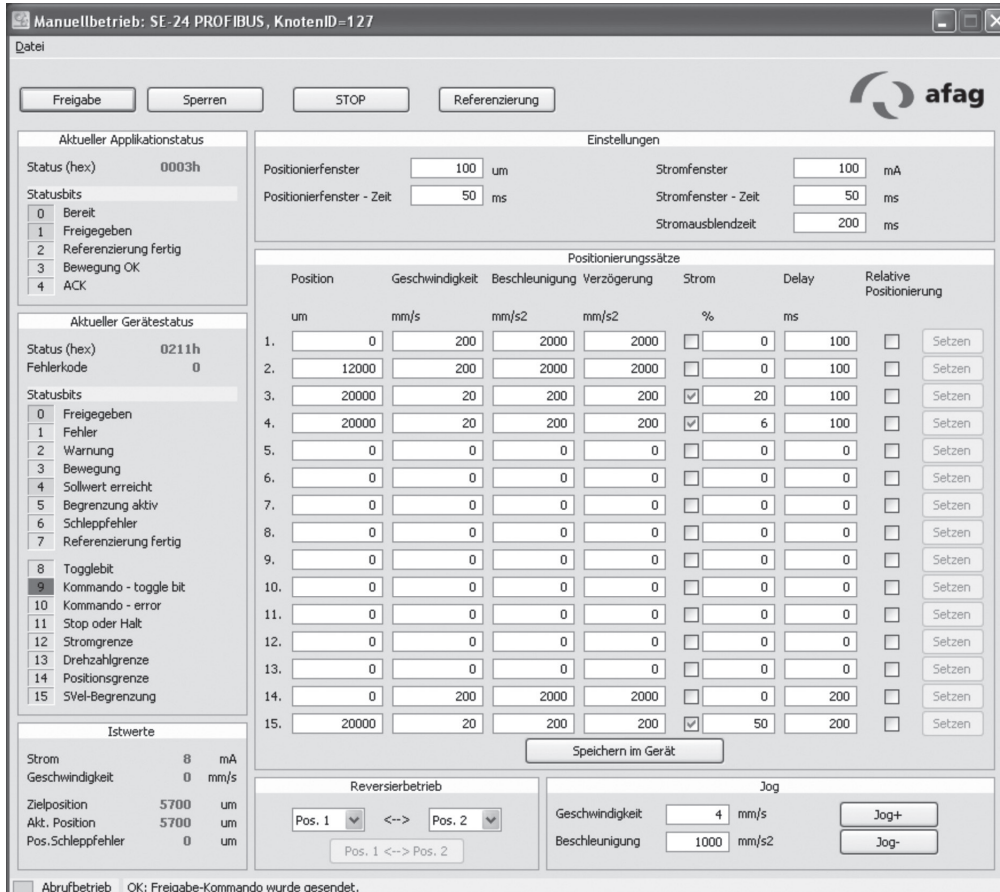 Manuellbetrieb: SE-24 PROFIBUS, KnotenID=127
Datei
Freigabe Sperren STOP Referenzierung
afag
Aktueller Applikationstatus
Status (hex) 0003h
Statusbits
0 Bereit
1 Freigegeben
2 Referenzierung fertig
3 Bewegung OK
4 ACK
Aktueller Gerätestatus
Status (hex) 0211h
Fehlerkode 0
Statusbits
0 Freigegeben
1 Fehler
2 Warnung
3 Bewegung
4 Sollwert erreicht
5 Begrenzung aktiv
6 Schleppfehler
7 Referenzierung fertig
8 Togglebit
9 Kommando - toggle bit
10 Kommando - error
11 Stop oder Halt
12 Stromgrenze
13 Drehzahlgrenze
14 Positionsgrenze
15 SVel-Begrenzung
Istwerte
Strom 8 mA
Geschwindigkeit 0 mm/s
Zielposition 5700 um
Akt. Position 5700 um
Pos.Schleppfehler 0 um
Einstellungen
Positionierfenster 100 um Stromfenster 100 mA
Positionierfenster - Zeit 50 ms Stromfenster - Zeit 50 ms
Stromausblendzeit 200 ms
Positionierungssätze
Position Geschwindigkeit Beschleunigung Verzögerung Strom Delay Relative
Positionierung
um mm/s mm/s2 mm/s2 % ms
1. 0 200 2000 2000 0 100 Setzen
2. 12000 200 2000 2000 0 100 Setzen
3. 20000 20 200 200 20 100 Setzen
4. 20000 20 200 200 6 100 Setzen
5. 0 0 0 0 0 0 Setzen
6. 0 0 0 0 0 0 Setzen
7. 0 0 0 0 0 0 Setzen
8. 0 0 0 0 0 0 Setzen
9. 0 0 0 0 0 0 Setzen
10. 0 0 0 0 0 0 Setzen
11. 0 0 0 0 0 0 Setzen
12. 0 0 0 0 0 0 Setzen
13. 0 0 0 0 0 0 Setzen
14. 0 200 2000 2000 0 200 Setzen
15. 20000 20 200 200 50 200 Setzen
Speichern im Gerät
Reversierbetrieb
Pos. 1 <--> Pos. 2
Pos. 1 <--> Pos. 2
Jog
Geschwindigkeit 4 mm/s Jog+
Beschleunigung 1000 mm/s2 Jog-
Abrufbetrieb OK: Freigabe-Kommando wurde gesendet.